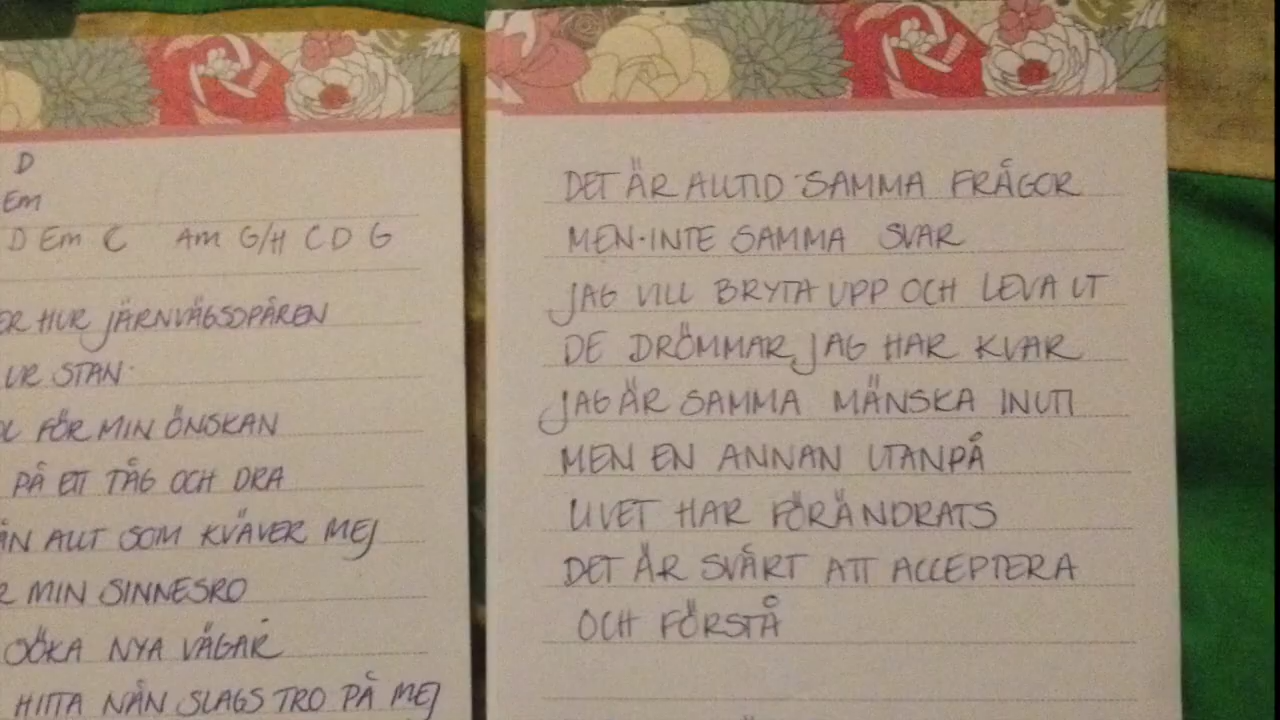 D
Em
D Em C Am G/H C D G
ER HUR JÄRNVÄGSSPÅREN
UR STAN
FÖR MIN ÖNSKAN
PÅ ETT TÅG OCH DRA
ÅN ALLT SOM KVÄVER MEJ
R MIN SINNESRO
SÖKA NYA VÄGAR
HITTA NÅN SLAGS TRO PÅ MEJ
DET ÄR ALLTID SAMMA FRÅGOR
MEN INTE SAMMA SVAR
JAG VILL BRYTA UPP OCH LEVA UT
DE DRÖMMAR JAG HAR KVAR
JAG ÄR SAMMA MÄNSKA INUTI
MEN EN ANNAN UTANPÅ
LIVET HAR FÖRÄNDRATS
DET ÄR SVÅRT ATT ACCEPTERA
OCH FÖRSTÅ